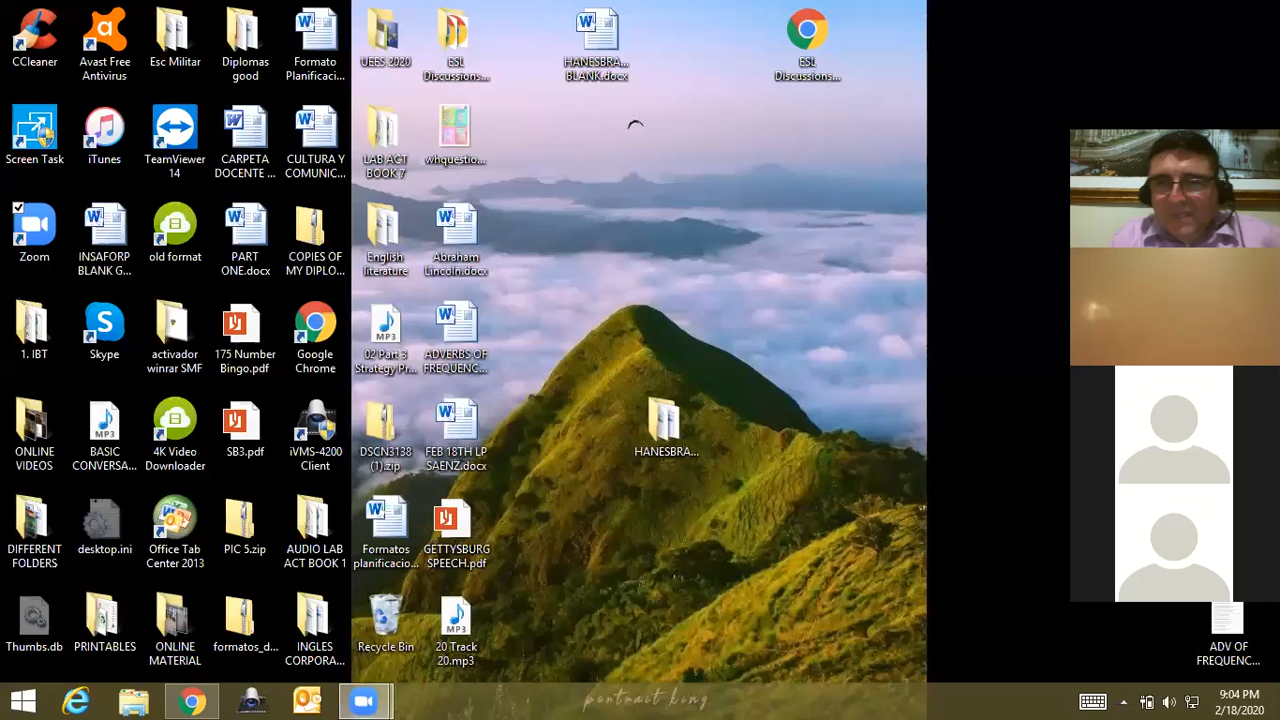 CCleaner
Avast Free
Antivirus
Esc Militar
Diplomas
good
Formato
Planificaci...
UEES 2020
ESL
Discussions...
HANESBRA...
BLANK.docx
ESL
Discussions...
Screen Task
iTunes
TeamViewer
14
CARPETA
DOCENTE ...
CULTURA Y
COMUNIC...
LAB ACT
BOOK 7
whquestio...
Zoom
INSAFORP
BLANK G...
old format
PART
ONE.docx
COPIES OF
MY DIPLO...
English
literature
Abraham
Lincoln.docx
1. IBT
Skype
activador
winrar SMF
175 Number
Bingo.pdf
Google
Chrome
MP3
02 Part 3
Strategy Pr...
ADVERBS OF
FREQUENC...
ONLINE
VIDEOS
MP3
BASIC
CONVERSA...
4K Video
Downloader
SB3.pdf
iVMS-4200
Client
DSCN3138
(1).zip
FEB 18TH LP
SAENZ.docx
HANESBRA...
DIFFERENT
FOLDERS
desktop.ini
Office Tab
Center 2013
PIC 5.zip
AUDIO LAB
ACT BOOK 1
Formatos
planificacio...
GETTYSBURG
SPEECH.pdf
Thumbs.db
PRINTABLES
ONLINE
MATERIAL
formatos_d...
INGLES
CORPORA...
Recycle Bin
MP3
20 Track
20.mp3
ADV OF
FREQUENC...
portrait king
9:04 PM
2/18/2020